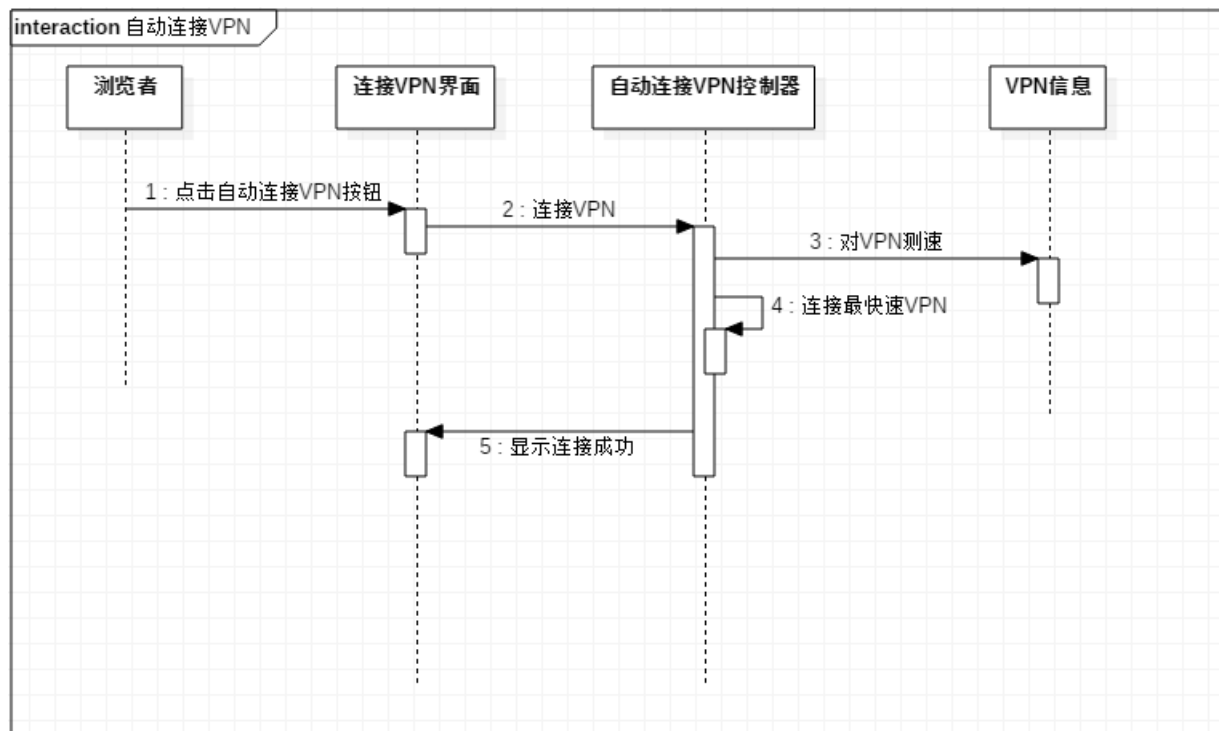 interaction 自动连接VPN
浏览者
连接VPN界面
自动连接VPN控制器
VPN信息
1 : 点击自动连接VPN按钮
2 : 连接VPN
3 : 对VPN测速
4 : 连接最快速VPN
5 : 显示连接成功